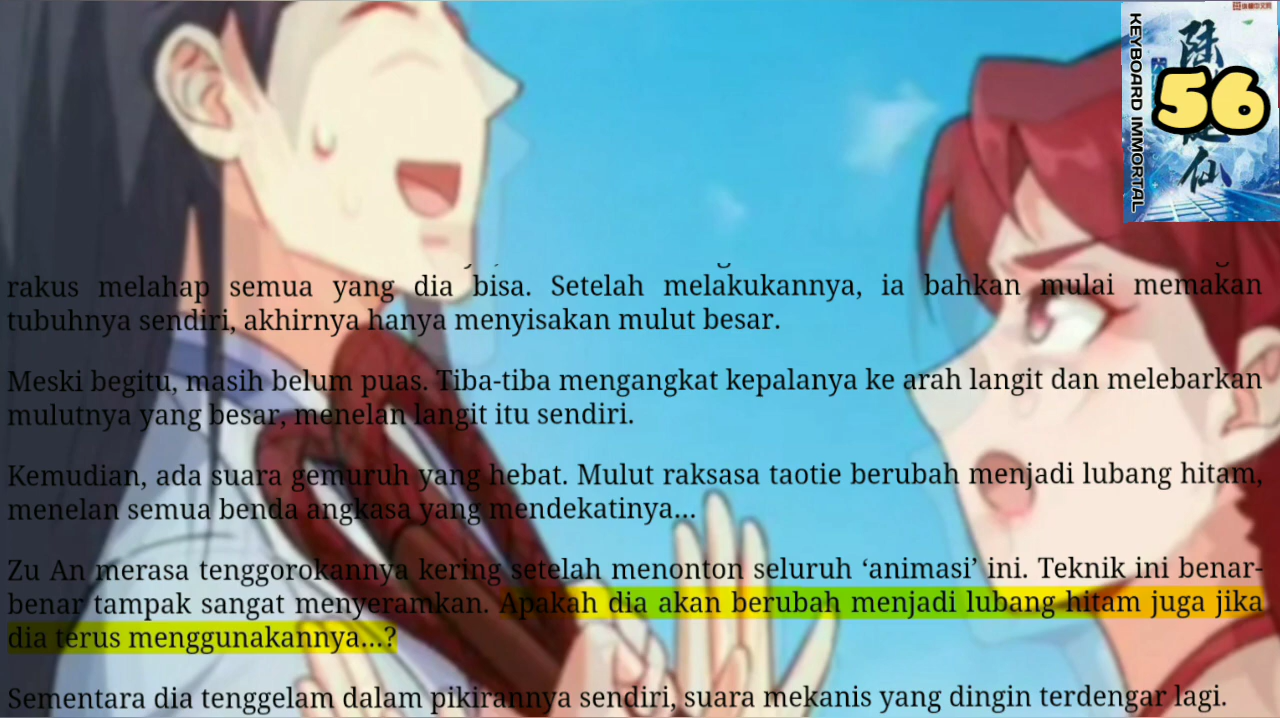 KEYBOARD IMMORTAL
56
仙
rakus melahap semua yang dia bisa. Setelah melakukannya, ia bahkan mulai memakan
tubuhnya sendiri, akhirnya hanya menyisakan mulut besar.
Meski begitu, masih belum puas. Tiba-tiba mengangkat kepalanya ke arah langit dan melebarkan
mulutnya yang besar, menelan langit itu sendiri.
Kemudian, ada suara gemuruh yang hebat. Mulut raksasa taotie berubah menjadi lubang hitam,
menelan semua benda angkasa yang mendekatinya...
Zu An merasa tenggorokannya kering setelah menonton seluruh ‘animasi’ ini. Teknik ini benar-
benar tampak sangat menyeramkan. Apakah dia akan berubah menjadi lubang hitam juga jika
dia terus menggunakannya...?
Sementara dia tenggelam dalam pikirannya sendiri, suara mekanis yang dingin terdengar lagi.